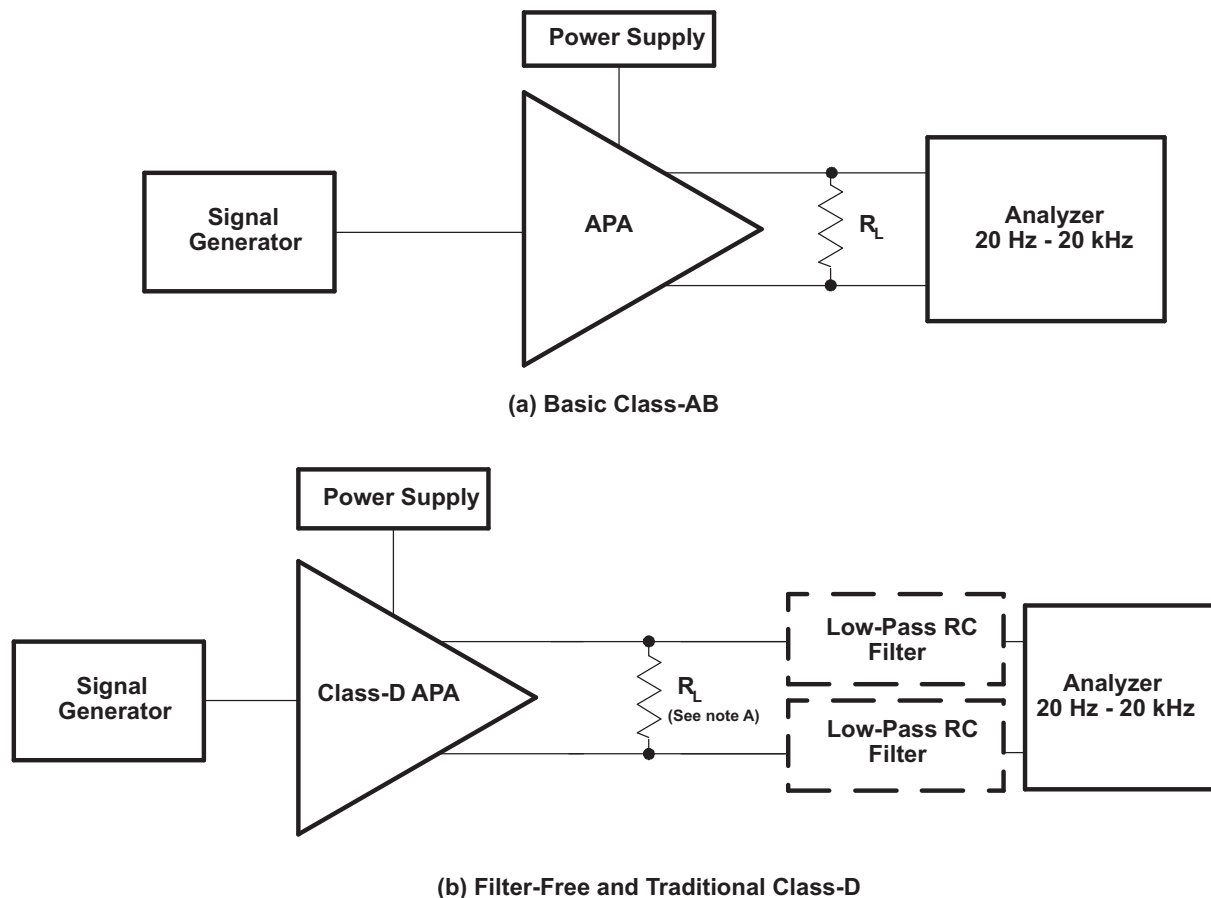 Power Supply
Signal
Generator
APA
RL
Analyzer
20 Hz - 20 kHz
(a) Basic Class-AB
Power Supply
Signal
Generator
Class-D APA
RL
(See note A)
Low-Pass RC
Filter
Low-Pass RC
Filter
Analyzer
20 Hz - 20 kHz
(b) Filter-Free and Traditional Class-D